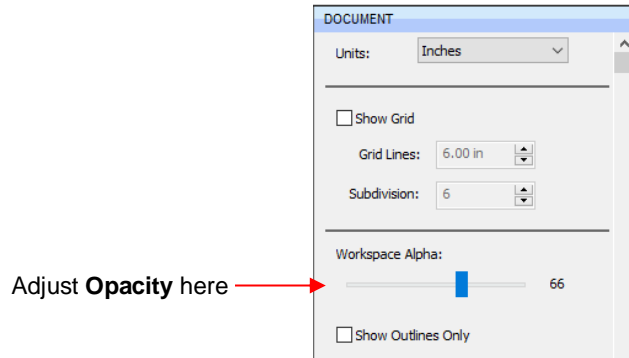 DOCUMENT
Units: Inches
Show Grid
Grid Lines: 6.00 in
Subdivision: 6
Workspace Alpha:
Adjust Opacity here
66
Show Outlines Only